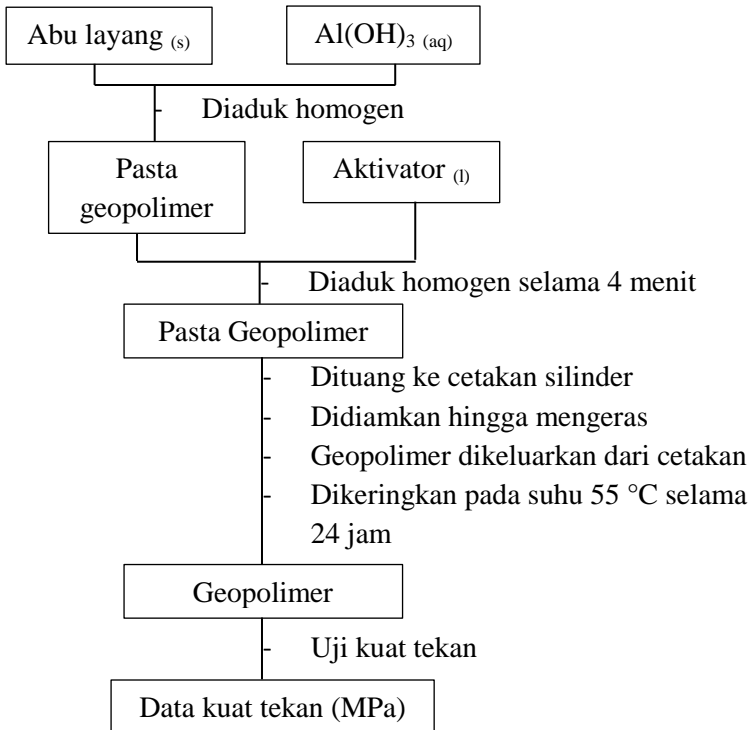 Abu layang (s)
Al(OH)3 (aq)
- Diaduk homogen
Pasta
geopolimer
Aktivator (l)
- Diaduk homogen selama 4 menit
Pasta Geopolimer
- Dituang ke cetakan silinder
- Didiamkan hingga mengeras
- Geopolimer dikeluarkan dari cetakan
- Dikeringkan pada suhu 55 °C selama
24 jam
Geopolimer
- Uji kuat tekan
Data kuat tekan (MPa)